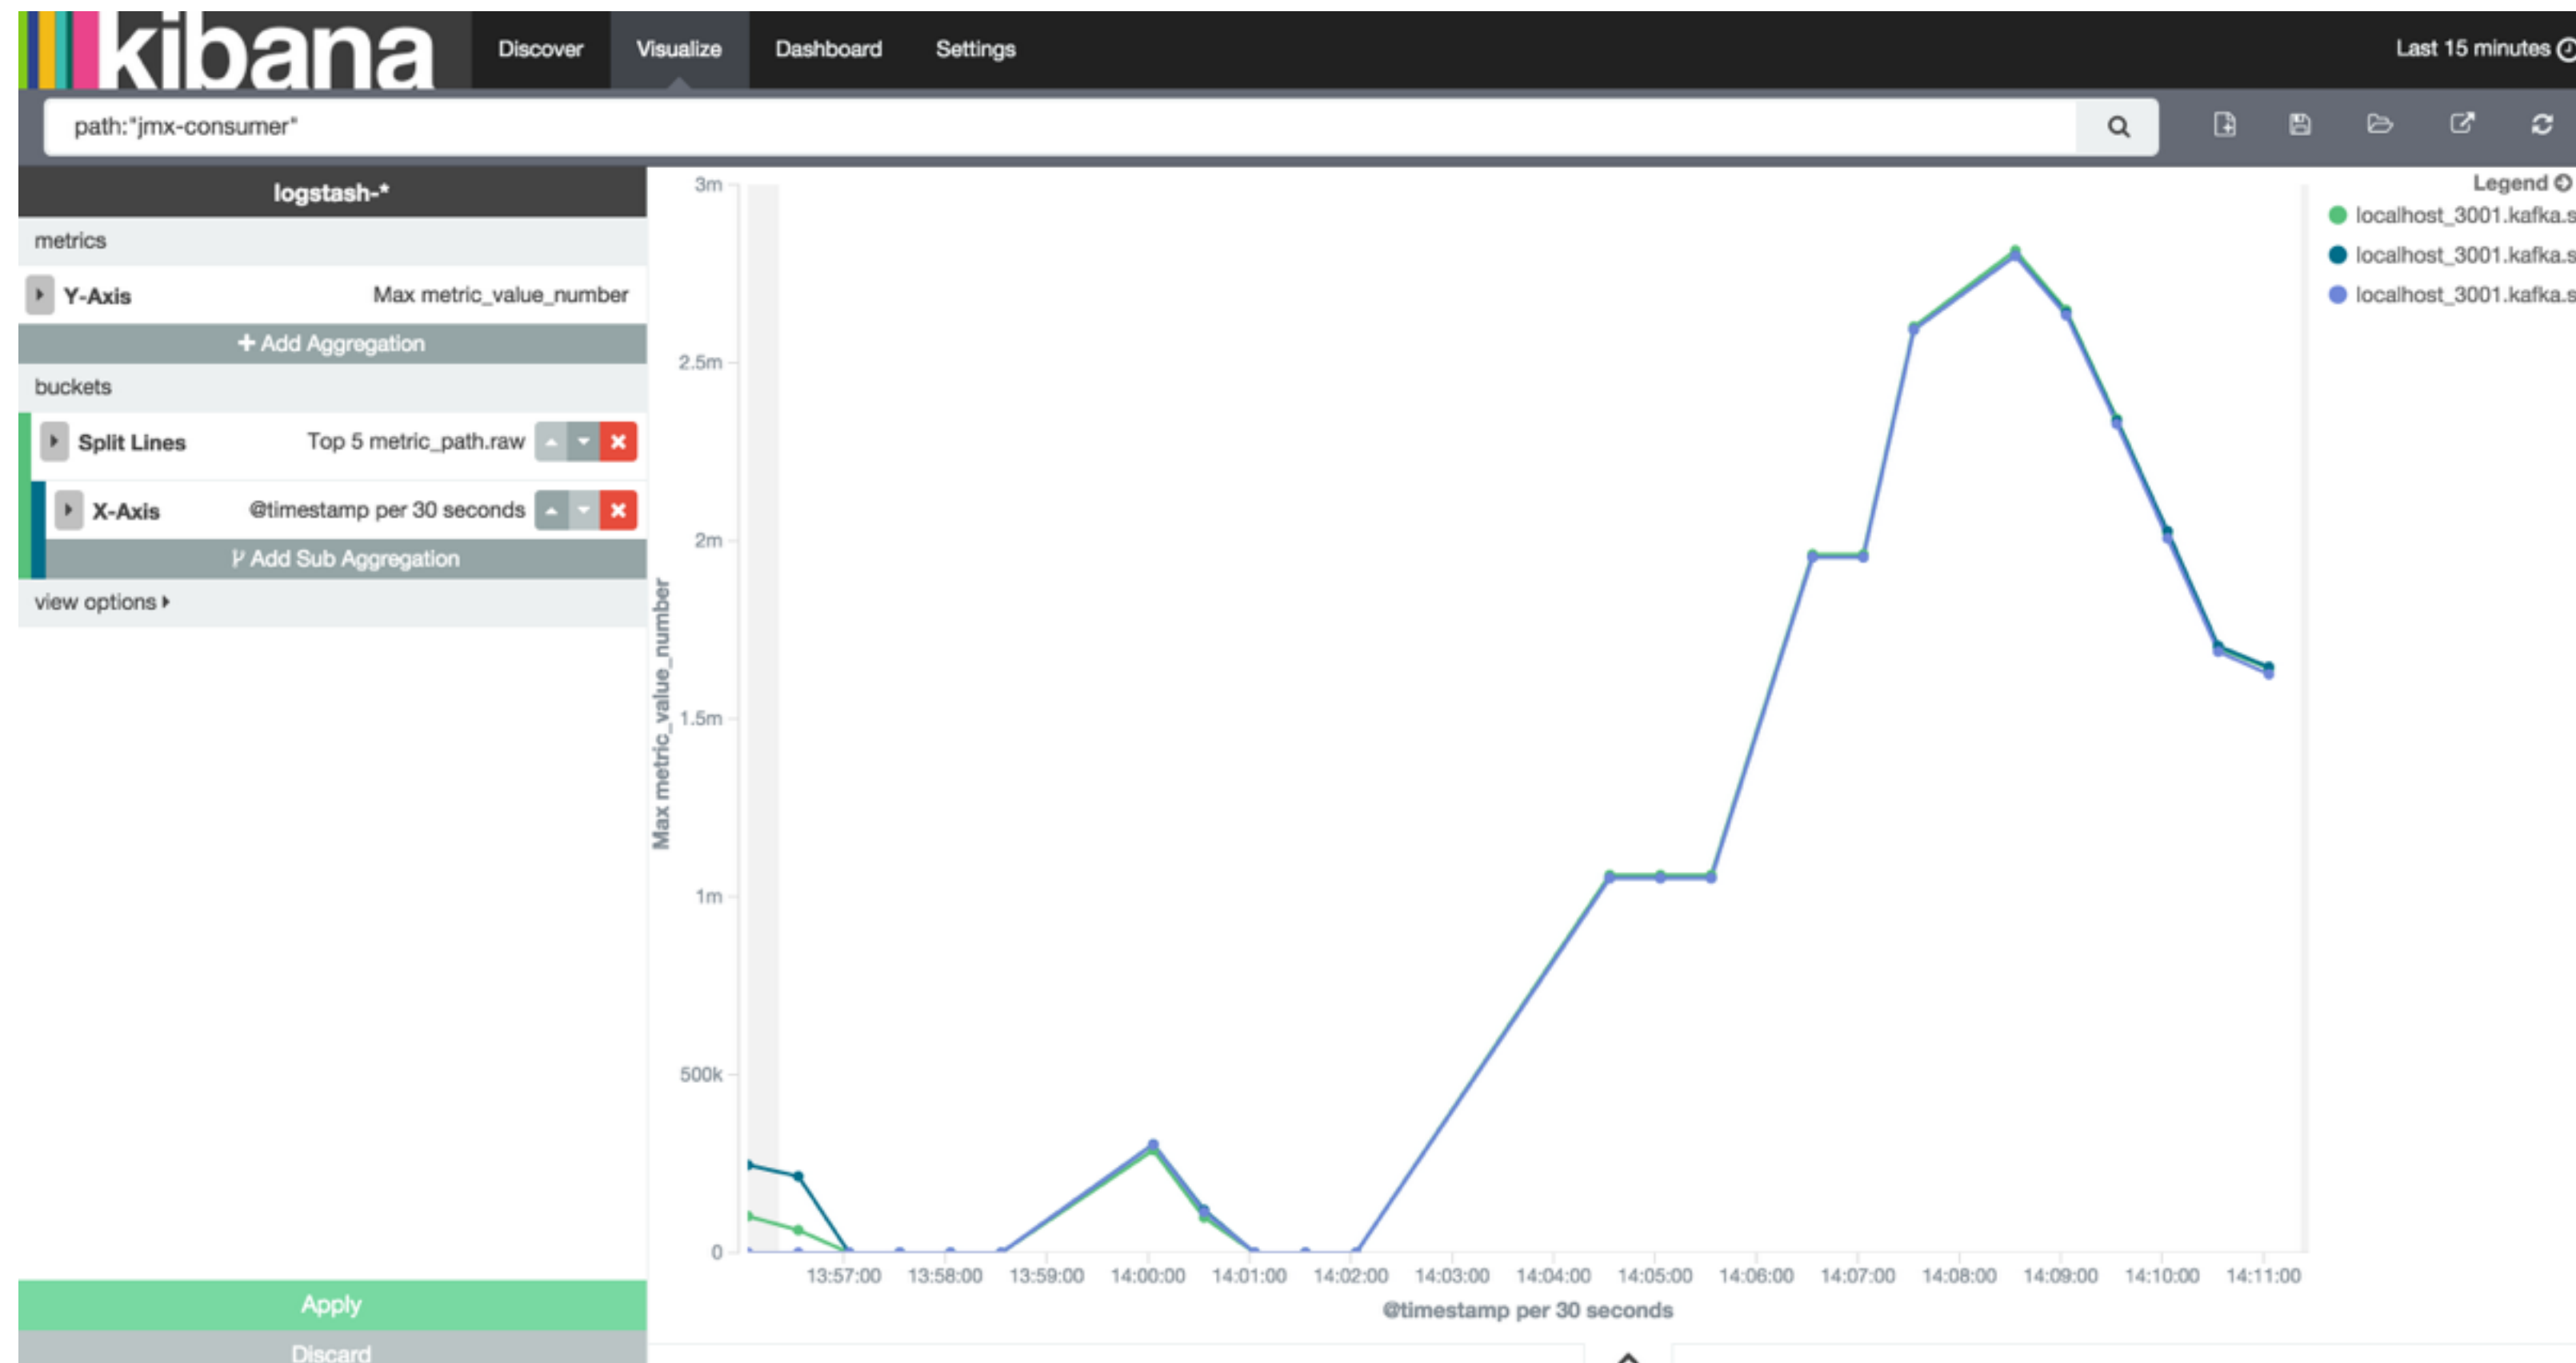 kibana Discover Visualize Dashboard Settings Last 15 minutes
path:"jmx-consumer"
logstash-*
metrics
Y-Axis Max metric_value_number
Add Aggregation
buckets
Split Lines Top 5 metric_path.raw
X-Axis @timestamp per 30 seconds
Add Sub Aggregation
view options
Apply
Discard
Max metric_value_number
3m
2.5m
2m
1.5m
1m
500k
0
13:57:00 13:58:00 13:59:00 14:00:00 14:01:00 14:02:00 14:03:00 14:04:00 14:05:00 14:06:00 14:07:00 14:08:00 14:09:00 14:10:00 14:11:00
@timestamp per 30 seconds
Legend
localhost_3001.kafka.s
localhost_3001.kafka.s
localhost_3001.kafka.s